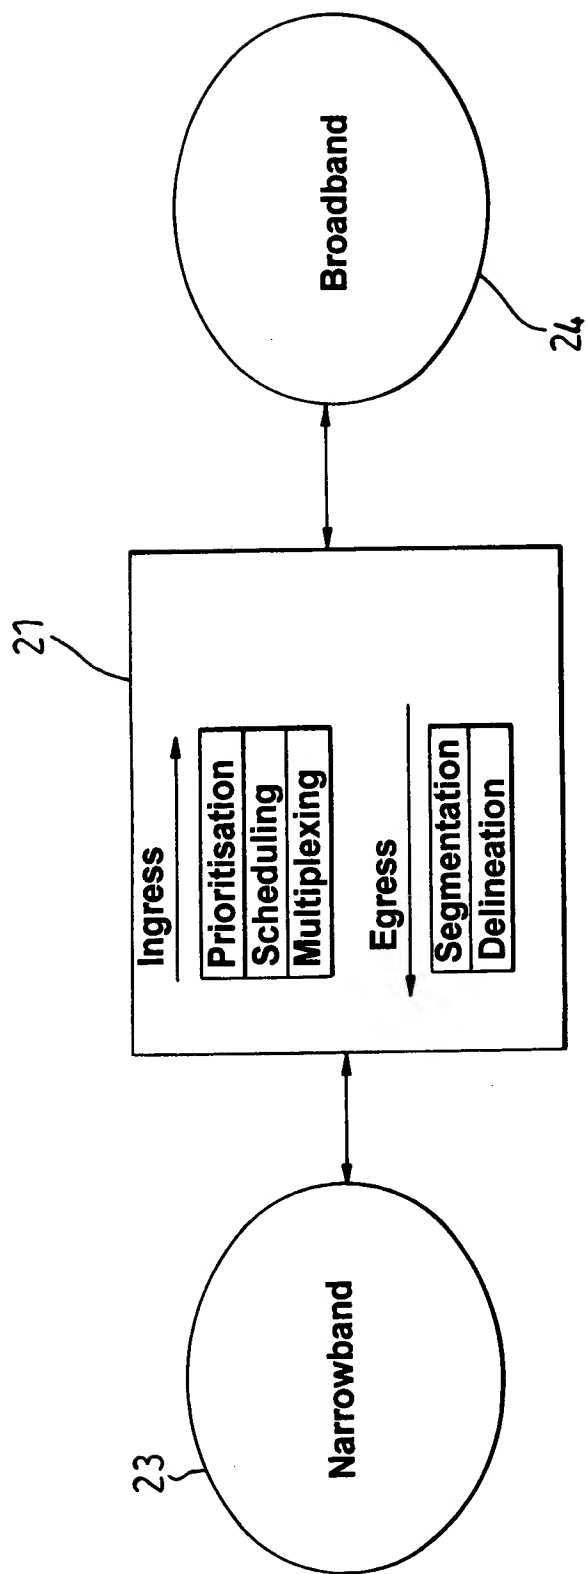 21
Ingress
Prioritisation
Scheduling
Multiplexing
Egress
Segmentation
Delineation
23
Narrowband
Broadband
24